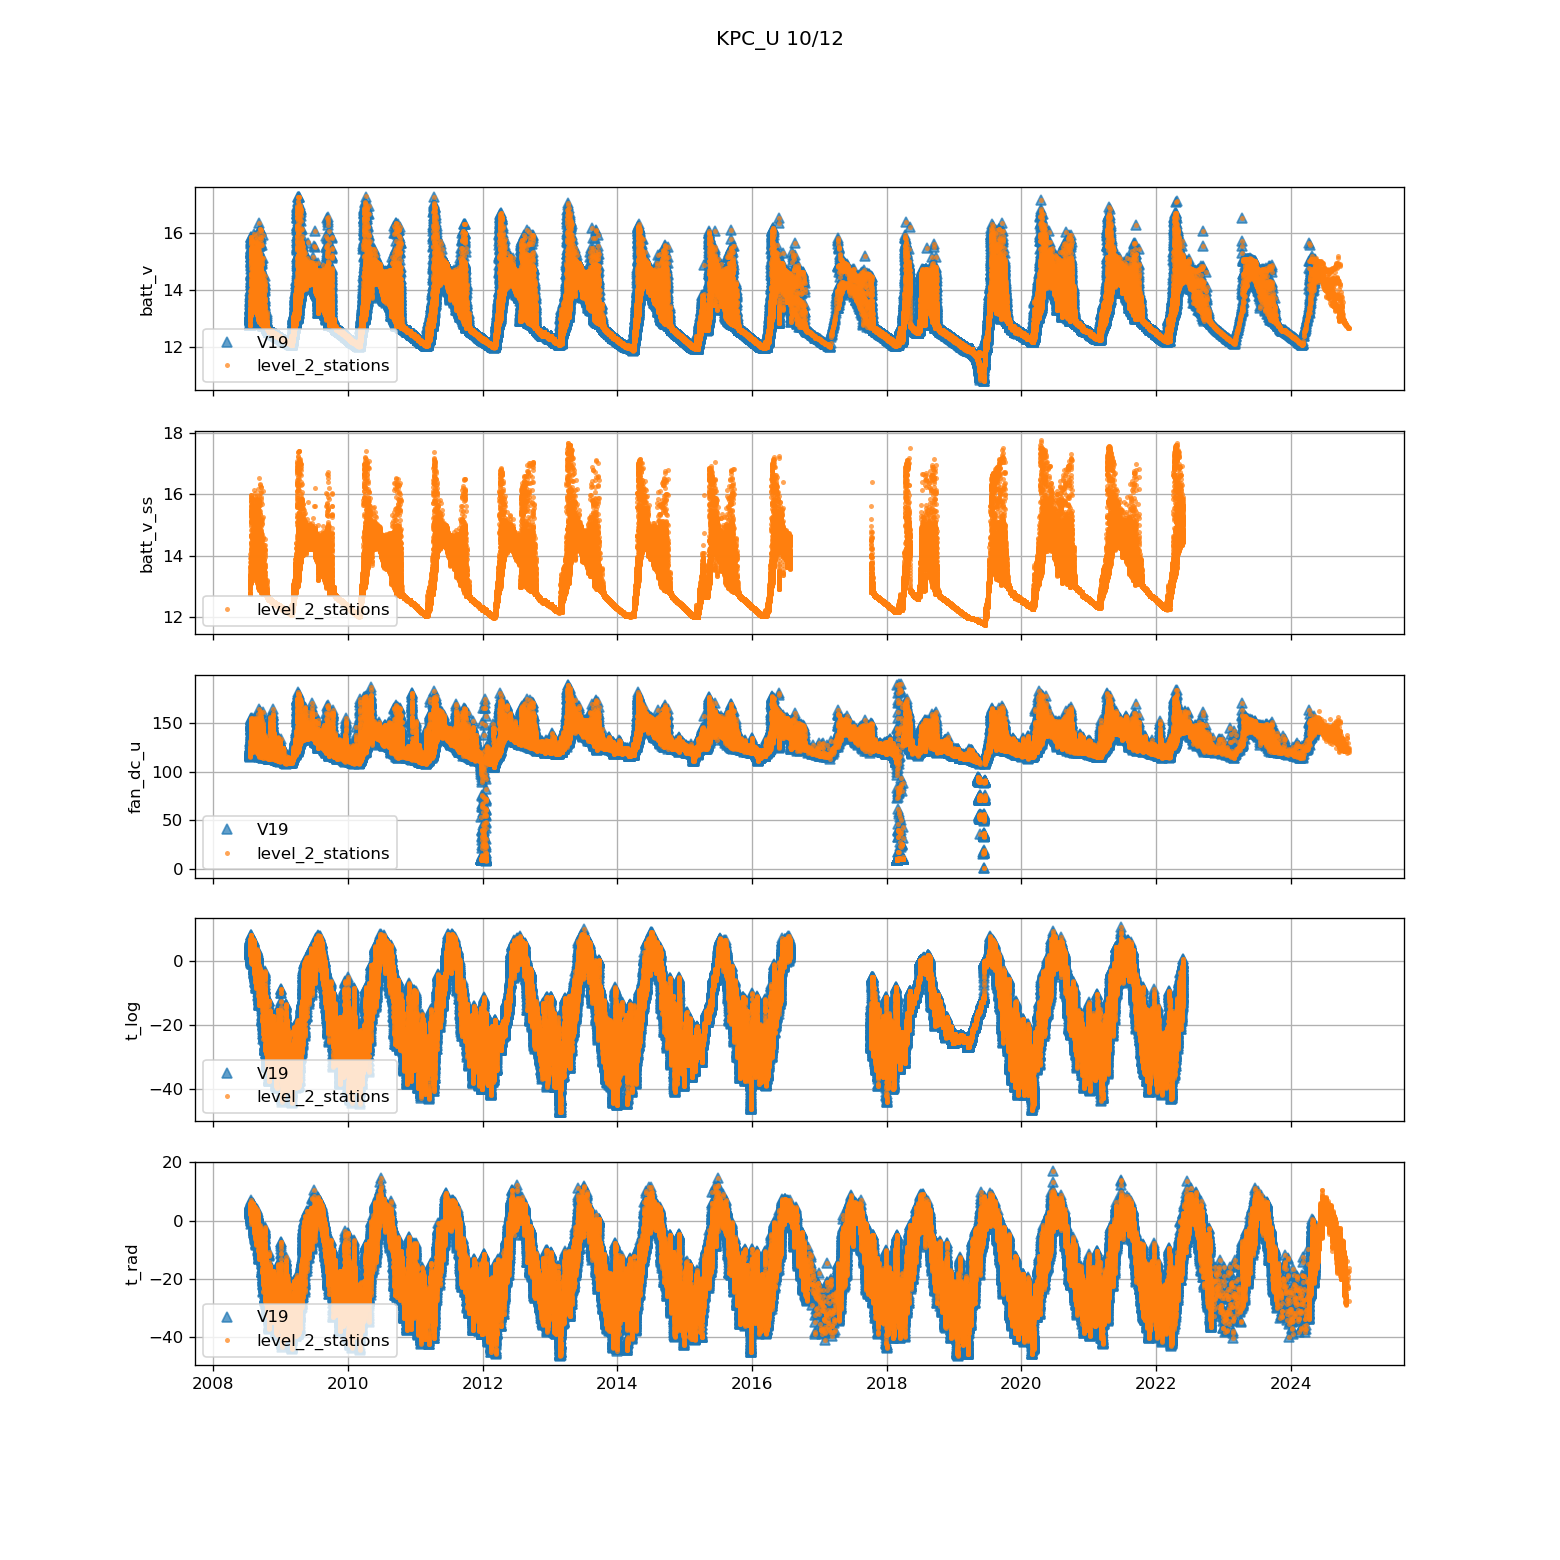 KPC_U 10/12
batt_v
16
14
12
V19
level_2_stations
batt_v_ss
18
16
14
12
level_2_stations
fan_dc_u
150
100
50
0
V19
level_2_stations
t_log
0
−20
−40
V19
level_2_stations
t_rad
20
0
−20
−40
V19
level_2_stations
2008 2010 2012 2014 2016 2018 2020 2022 2024